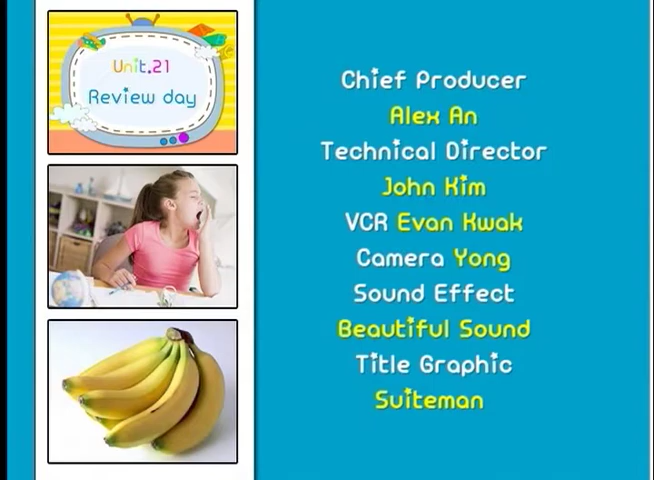 Unit.21
Review day
Chief Producer
Alex An
Technical Director
John Kim
VCR Evan Kwak
Camera Yong
Sound Effect
Beautiful Sound
Title Graphic
Suiteman